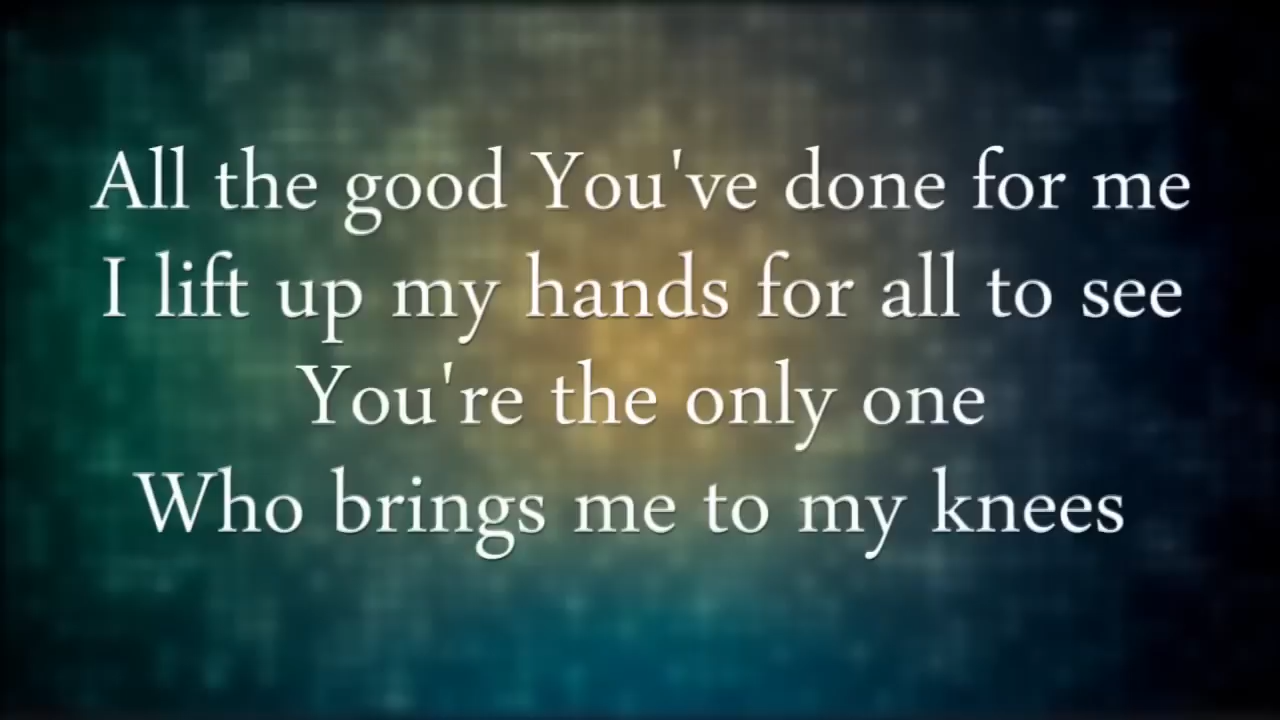 All the good You've done for me
I lift up my hands for all to see
You're the only one
Who brings me to my knees